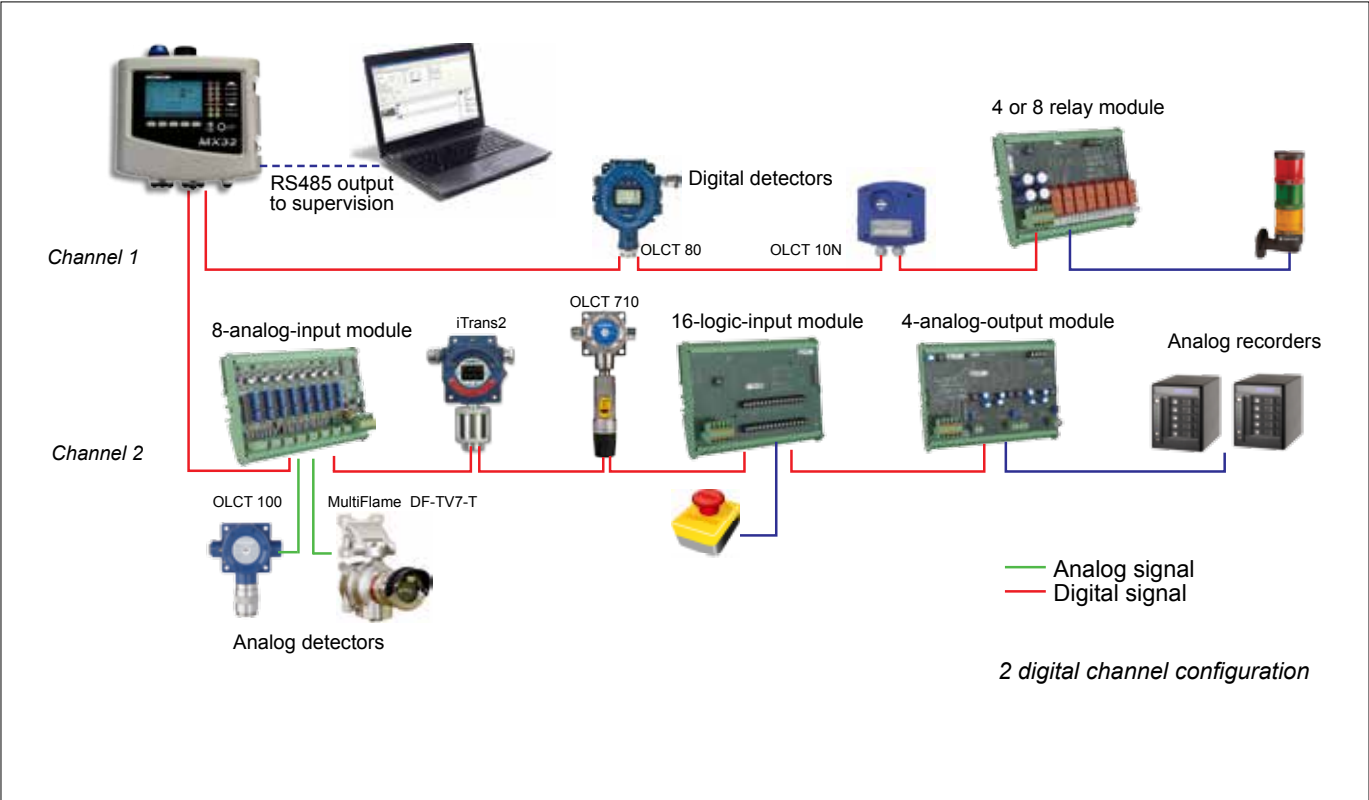 MX32
RS485 output
to supervision
Digital detectors
4 or 8 relay module
Channel 1
OLCT 80
OLCT 10N
8-analog-input module
iTrans2
OLCT 710
16-logic-input module
4-analog-output module
Analog recorders
Channel 2
OLCT 100
MultiFlame DF-TV7-T
Analog detectors
Analog signal
Digital signal
2 digital channel configuration